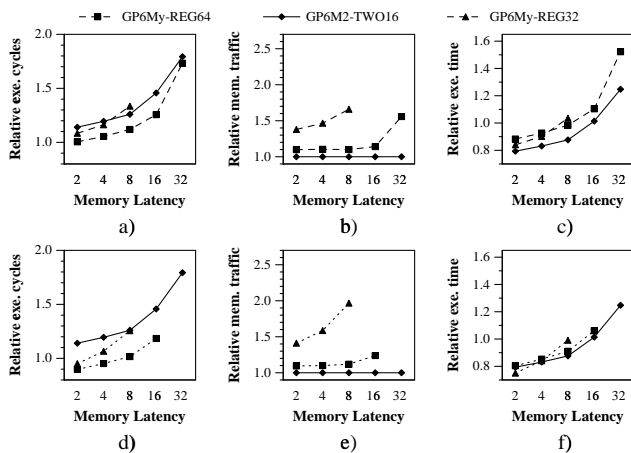 GP6My-REG64 GP6M2-TWO16 GP6My-REG32
Relative exe. cycles
2.0
1.5
1.0
2 4 8 16 32
Memory Latency
a)
Relative mem. traffic
2.5
2.0
1.5
1.0
2 4 8 16 32
Memory Latency
b)
Relative exe. time
1.6
1.4
1.2
1.0
0.8
2 4 8 16 32
Memory Latency
c)
Relative exe. cycles
2.0
1.5
1.0
2 4 8 16 32
Memory Latency
d)
Relative mem. traffic
2.5
2.0
1.5
1.0
2 4 8 16 32
Memory Latency
e)
Relative exe. time
1.6
1.4
1.2
1.0
0.8
2 4 8 16 32
Memory Latency
f)